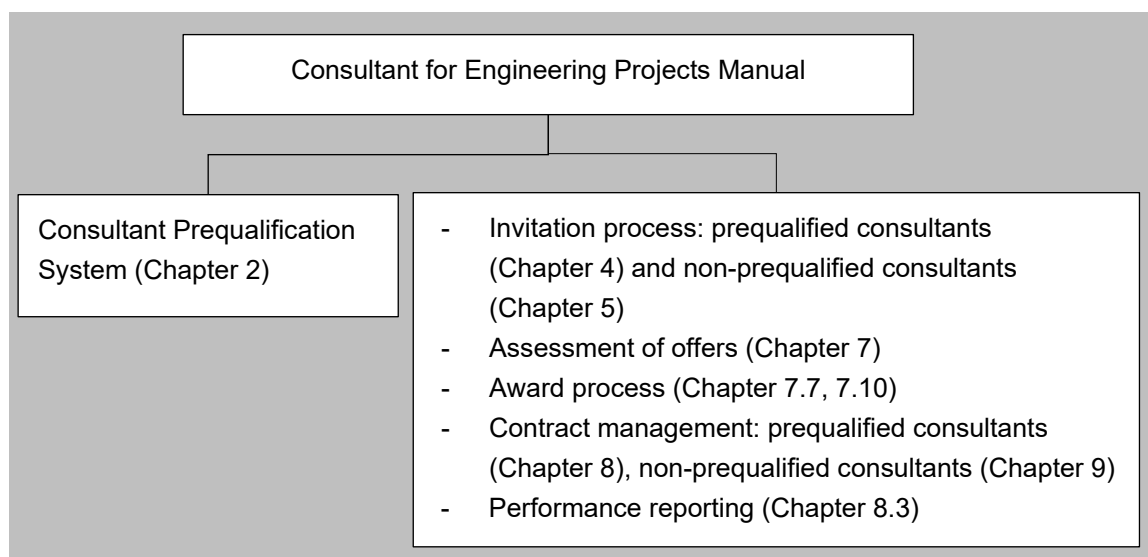 Consultant for Engineering Projects Manual
Consultant Prequalification
System (Chapter 2)
- Invitation process: prequalified consultants
(Chapter 4) and non-prequalified consultants
(Chapter 5)
- Assessment of offers (Chapter 7)
- Award process (Chapter 7.7, 7.10)
- Contract management: prequalified consultants
(Chapter 8), non-prequalified consultants (Chapter 9)
- Performance reporting (Chapter 8.3)